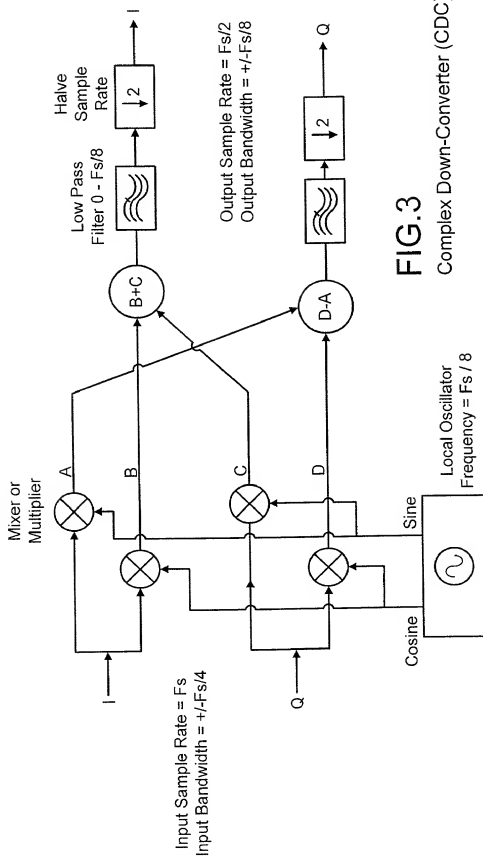 Mixer or
Multiplier
Low Pass
Filter 0 - Fs/8
Halve
Sample
Rate
A
B
C
D
B+C
D-A
↓2
↓2
I
Q
I
Q
Input Sample Rate = Fs
Input Bandwidth = +/-Fs/4
Output Sample Rate = Fs/2
Output Bandwidth = +/-Fs/8
Cosine
Sine
Local Oscillator
Frequency = Fs / 8
FIG.3
Complex Down-Converter (CDC)